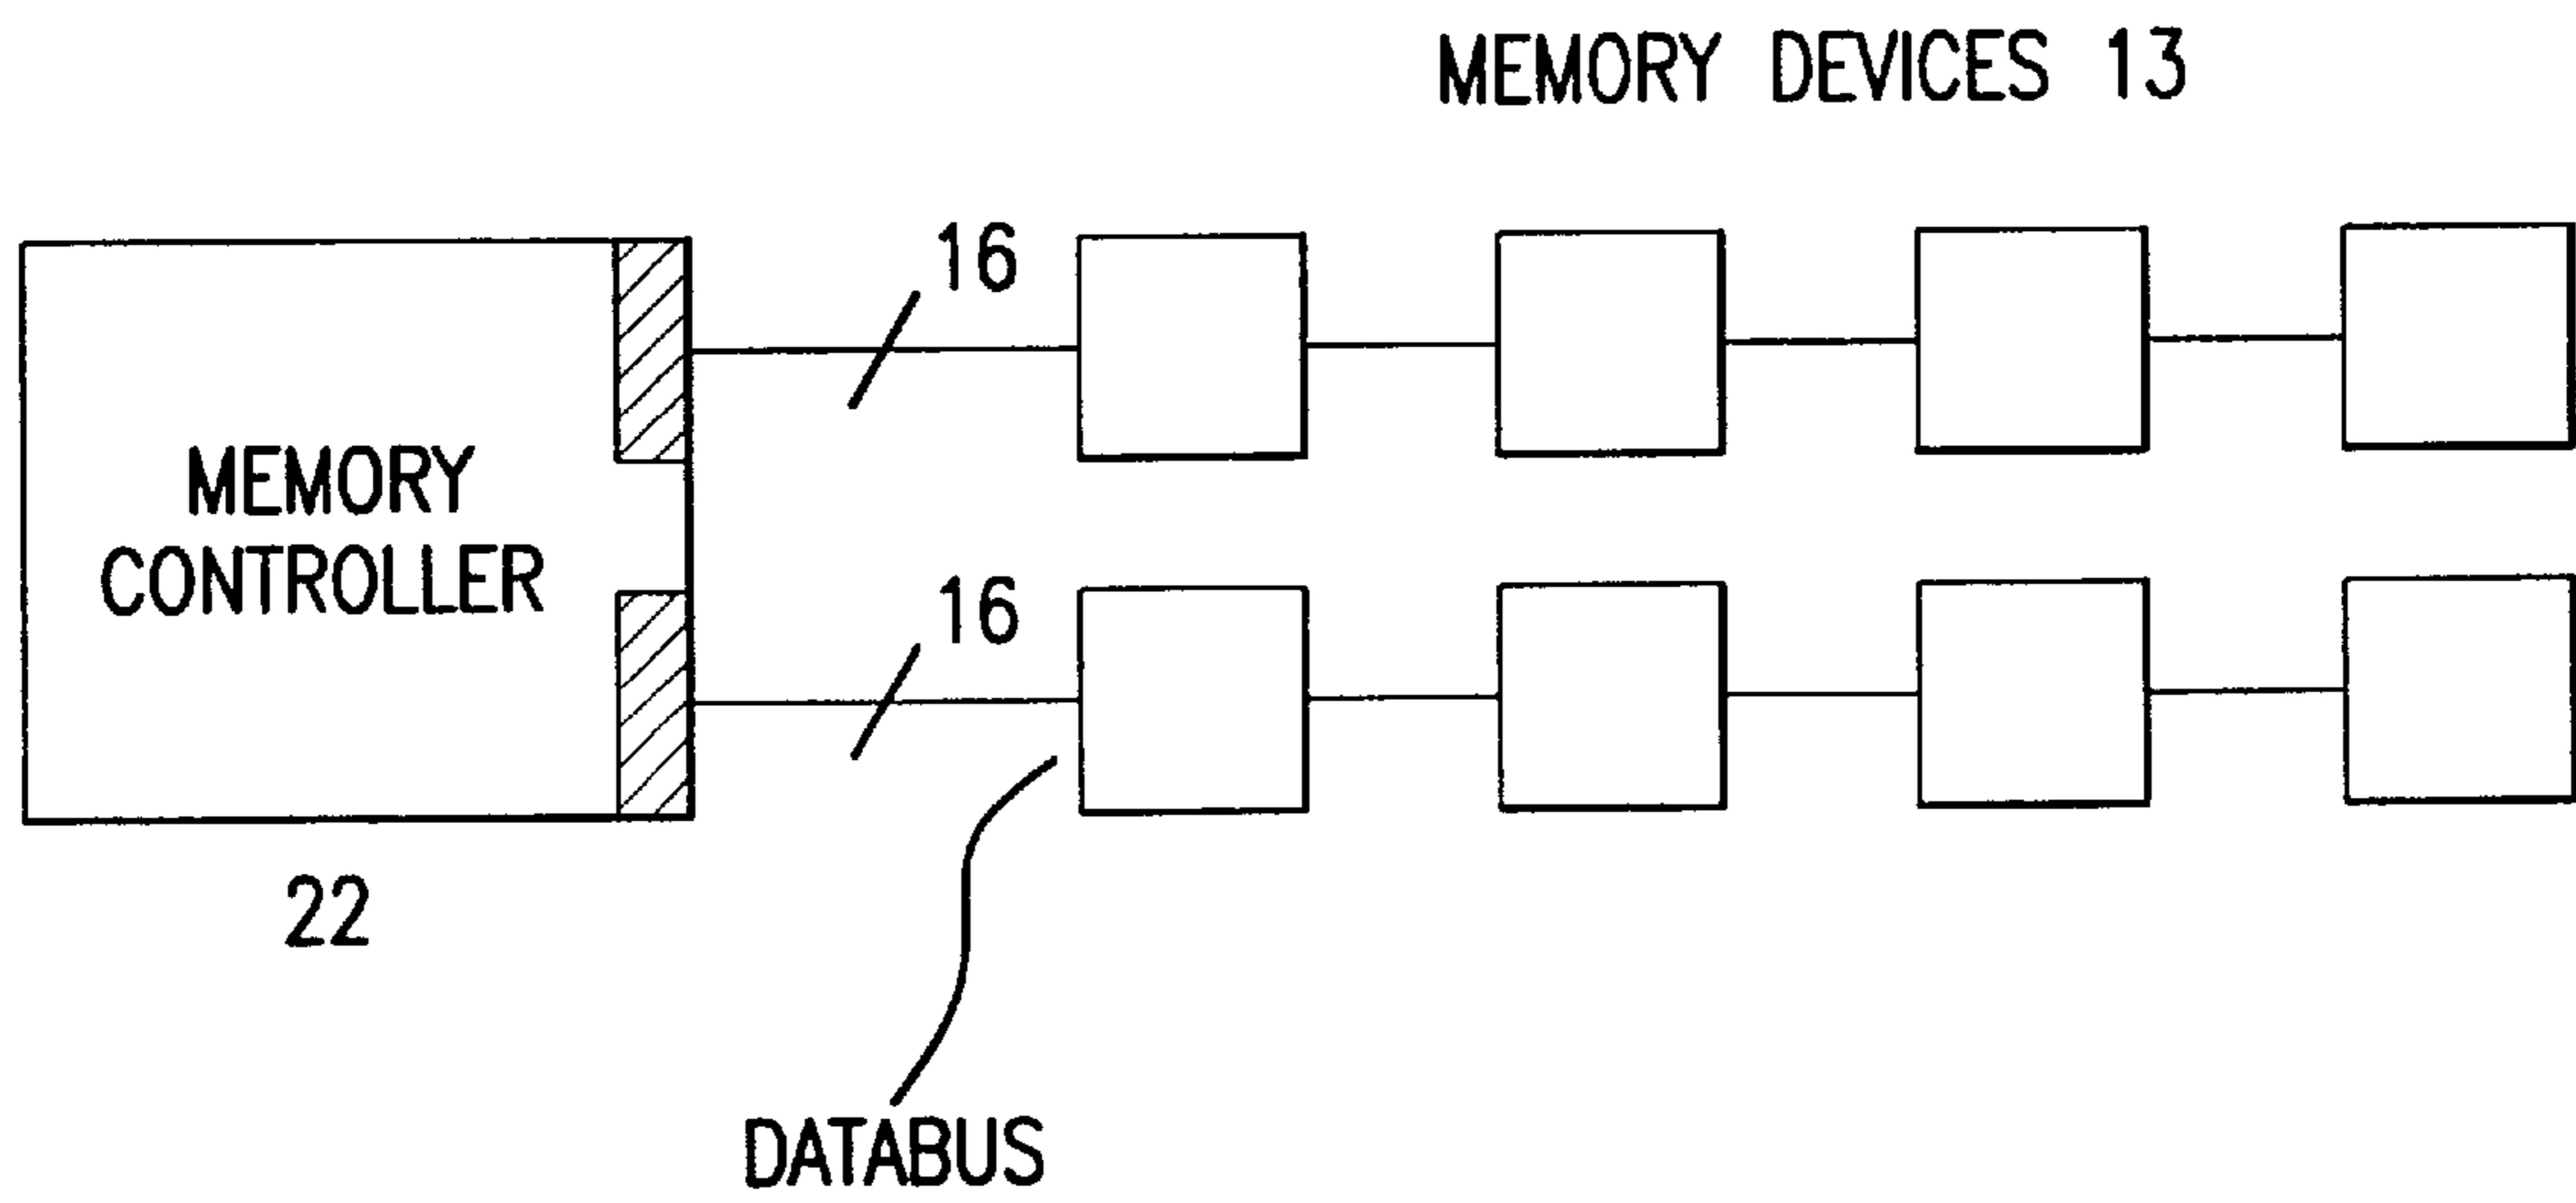 MEMORY DEVICES 13
16
MEMORY
CONTROLLER
16
22
DATABUS